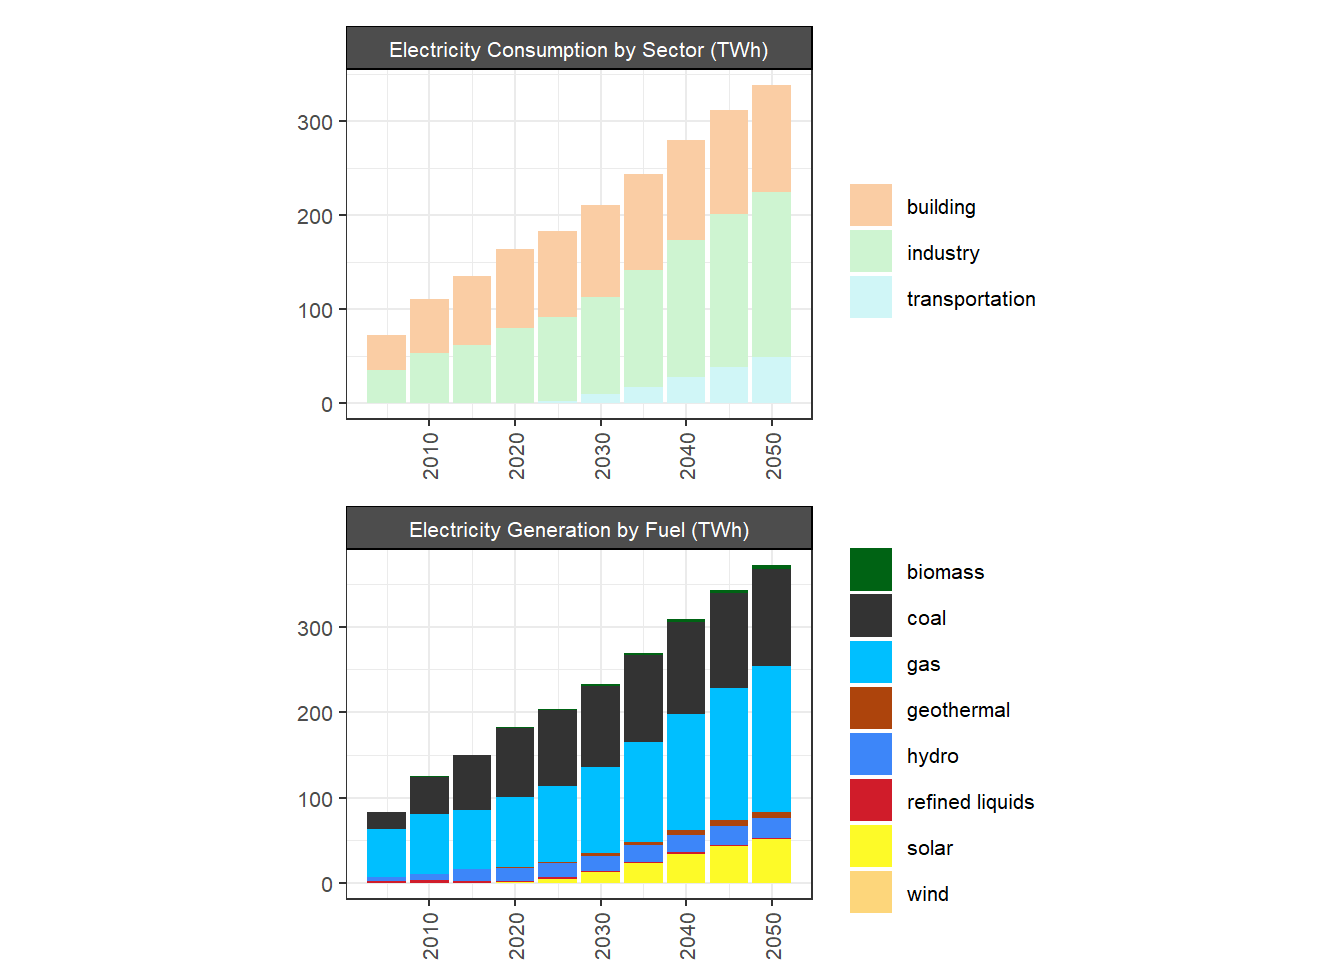 Electricity Consumption by Sector (TWh)
300
200
100
0
2010
2020
2030
2040
2050
building
industry
transportation
Electricity Generation by Fuel (TWh)
300
200
100
0
2010
2020
2030
2040
2050
biomass
coal
gas
geothermal
hydro
refined liquids
solar
wind